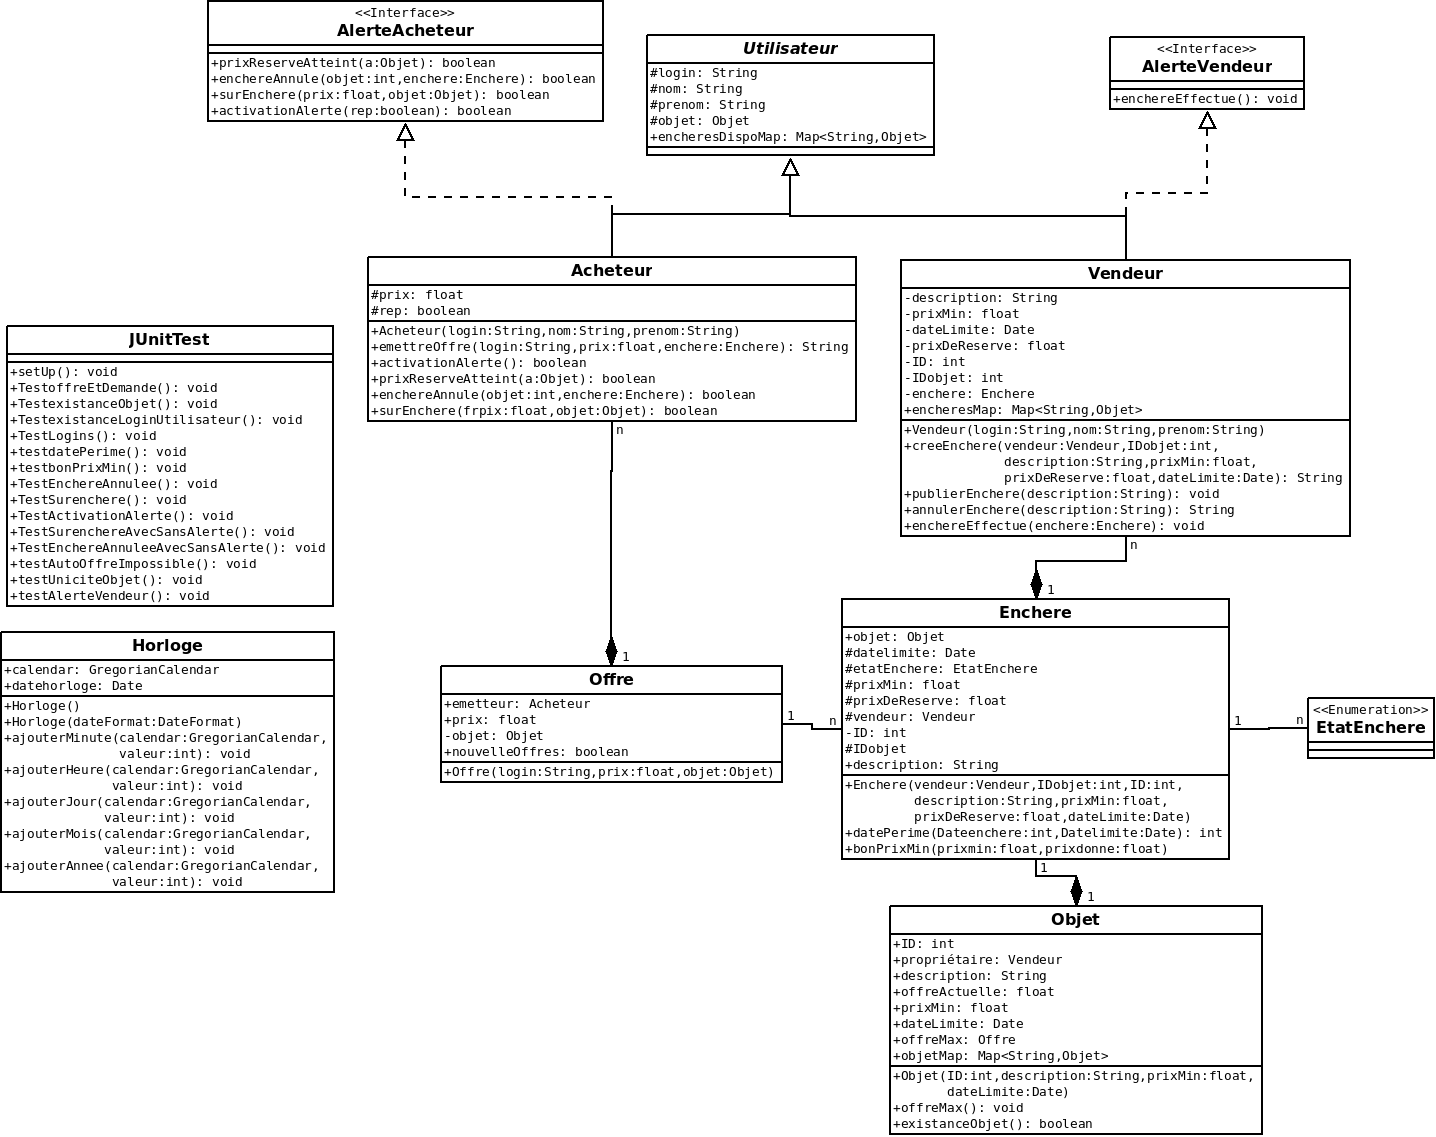 <<Interface>>
AlerteAcheteur
+prixReserveAtteint(a:Objet): boolean
+enchereAnnule(objet:int,enchere:Enchere): boolean
+surEnchere(prix:float,objet:Objet): boolean
+activationAlerte(rep:boolean): boolean
Utilisateur
#login: String
#nom: String
#prenom: String
#objet: Objet
+encheresDispoMap: Map<String,Objet>
<<Interface>>
AlerteVendeur
+enchereEffectue(): void
Acheteur
#prix: float
#rep: boolean
+Acheteur(login:String,nom:String,prenom:String)
+emettreOffre(login:String,prix:float,enchere:Enchere): String
+activationAlerte(): boolean
+prixReserveAtteint(a:Objet): boolean
+enchereAnnule(objet:int,enchere:Enchere): boolean
+surEnchere(frpix:float,objet:Objet): boolean
n
Vendeur
-description: String
-prixMin: float
-dateLimite: Date
-prixDeReserve: float
-ID: int
-IDobjet: int
-enchere: Enchere
+encheresMap: Map<String,Objet>
+Vendeur(login:String,nom:String,prenom:String)
+creeEnchere(vendeur:Vendeur,IDobjet:int,
description:String,prixMin:float,
prixDeReserve:float,dateLimite:Date): String
+publierEnchere(description:String): void
+annulerEnchere(description:String): String
+enchereEffectue(enchere:Enchere): void
n
1
JUnitTest
+setUp(): void
+TestoffreEtDemande(): void
+TestexistanceObjet(): void
+TestexistanceLoginUtilisateur(): void
+TestLogins(): void
+testdatePerime(): void
+testbonPrixMin(): void
+TestEnchereAnnulee(): void
+TestSurenchere(): void
+TestActivationAlerte(): void
+TestSurenchereAvecSansAlerte(): void
+TestEnchereAnnuleeAvecSansAlerte(): void
+testAutoOffreImpossible(): void
+testUniciteObjet(): void
+testAlerteVendeur(): void
Horloge
+calendar: GregorianCalendar
+datehorloge: Date
+Horloge()
+Horloge(dateFormat:DateFormat)
+ajouterMinute(calendar:GregorianCalendar,
valeur:int): void
+ajouterHeure(calendar:GregorianCalendar,
valeur:int): void
+ajouterJour(calendar:GregorianCalendar,
valeur:int): void
+ajouterMois(calendar:GregorianCalendar,
valeur:int): void
+ajouterAnnee(calendar:GregorianCalendar,
valeur:int): void
1
Offre
+emetteur: Acheteur
+prix: float
-objet: Objet
+nouvelleOffres: boolean
+Offre(login:String,prix:float,objet:Objet)
1
n
Enchere
+objet: Objet
#datelimite: Date
#etatEnchere: EtatEnchere
#prixMin: float
#prixDeReserve: float
#vendeur: Vendeur
-ID: int
#IDobjet
+description: String
+Enchere(vendeur:Vendeur,IDobjet:int,ID:int,
description:String,prixMin:float,
prixDeReserve:float,dateLimite:Date)
+datePerime(Dateenchere:int,Datelimite:Date): int
+bonPrixMin(prixmin:float,prixdonne:float)
1
n
<<Enumeration>>
EtatEnchere
1
1
Objet
+ID: int
+propriétaire: Vendeur
+description: String
+offreActuelle: float
+prixMin: float
+dateLimite: Date
+offreMax: Offre
+objetMap: Map<String,Objet>
+Objet(ID:int,description:String,prixMin:float,
dateLimite:Date)
+offreMax(): void
+existanceObjet(): boolean